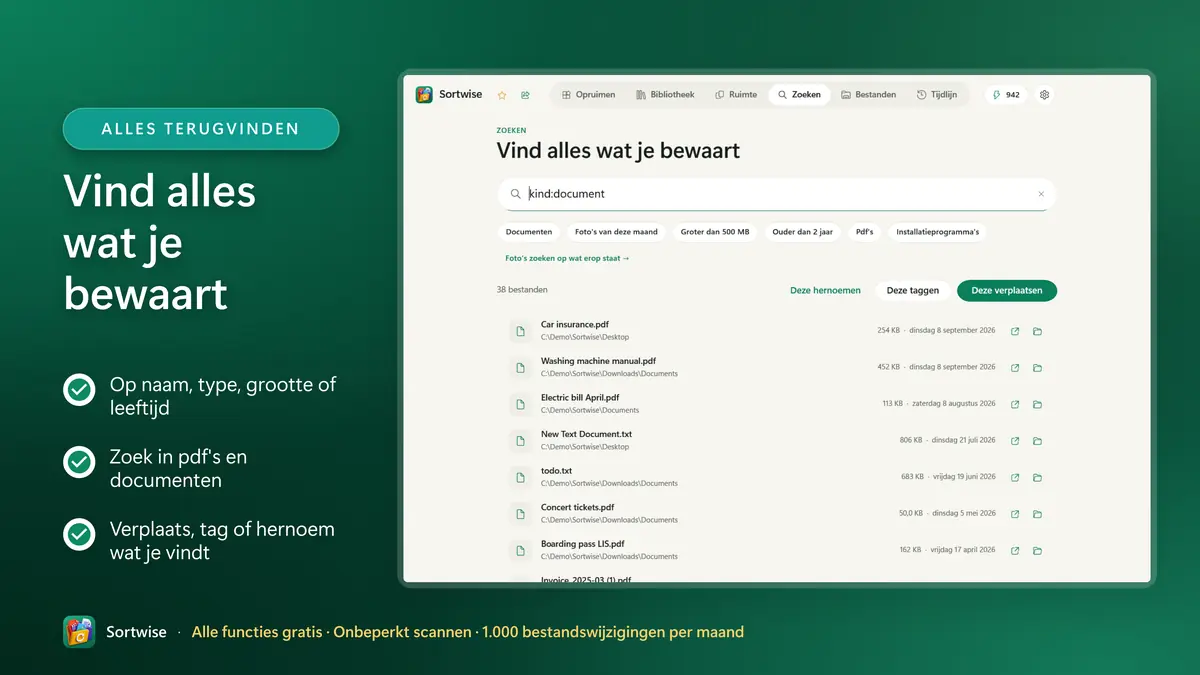 ALLES TERUGVINDEN
Vind alles
wat je
bewaart
Op naam, type, grootte of
leeftijd
Zoek in pdf's en
documenten
Verplaats, tag of hernoem
wat je vindt
Sortwise
Opruimen
Bibliotheek
Ruimte
Zoeken
Bestanden
Tijdlijn
942
ZOEKEN
Vind alles wat je bewaart
kind:document
Documenten
Foto's van deze maand
Groter dan 500 MB
Ouder dan 2 jaar
Pdf's
Installatieprogramma's
Foto's zoeken op wat erop staat →
38 bestanden
Deze hernoemen
Deze taggen
Deze verplaatsen
Car insurance.pdf
C:\Demo\Sortwise\Desktop
254 KB · dinsdag 8 september 2026
Washing machine manual.pdf
C:\Demo\Sortwise\Downloads\Documents
452 KB · dinsdag 8 september 2026
Electric bill April.pdf
C:\Demo\Sortwise\Documents
113 KB · zaterdag 8 augustus 2026
New Text Document.txt
C:\Demo\Sortwise\Desktop
806 KB · dinsdag 21 juli 2026
todo.txt
C:\Demo\Sortwise\Downloads\Documents
683 KB · vrijdag 19 juni 2026
Concert tickets.pdf
C:\Demo\Sortwise\Downloads\Documents
50,0 KB · dinsdag 5 mei 2026
Boarding pass LIS.pdf
C:\Demo\Sortwise\Downloads\Documents
162 KB · vrijdag 17 april 2026
Invoice_2025-03 (1).pdf
Sortwise · Alle functies gratis · Onbeperkt scannen · 1.000 bestandswijzigingen per maand